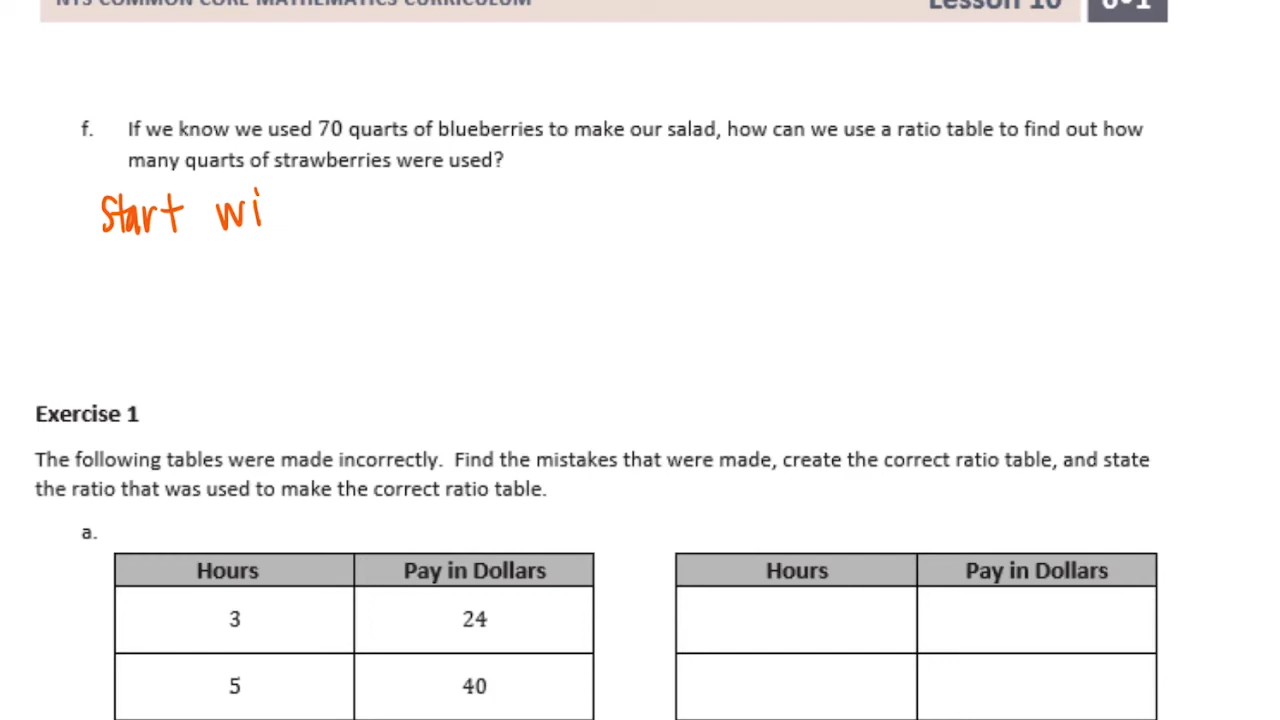 NYS COMMON CORE MATHEMATICS CURRICULUM Lesson 10 6•1
f. If we know we used 70 quarts of blueberries to make our salad, how can we use a ratio table to find out how
many quarts of strawberries were used?
Start wi
Exercise 1
The following tables were made incorrectly. Find the mistakes that were made, create the correct ratio table, and state
the ratio that was used to make the correct ratio table.
a.
Hours Pay in Dollars Hours Pay in Dollars
3 24
5 40